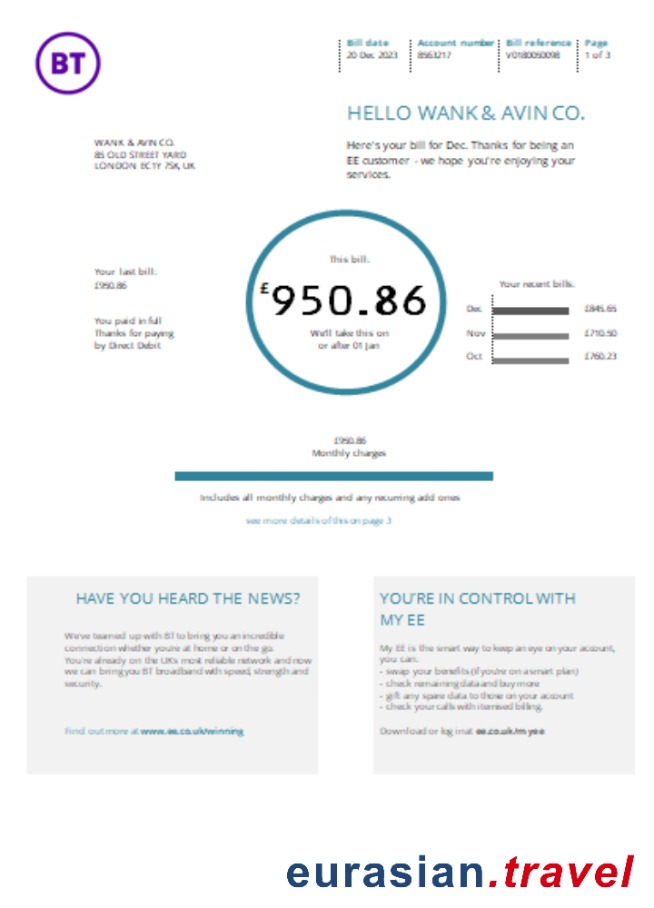 BT
Bill date
20 Dec 2023
Account number
8563217
Bill reference
V0180050098
Page
1 of 3
HELLO WANK & AVIN CO.
WANK & AVIN CO.
85 OLD STREET YARD
LONDON EC1Y 7SK, UK
Here's your bill for Dec. Thanks for being an
EE customer - we hope you're enjoying your
services.
This bill.
£950.86
We'll take this on
or after 01 Jan
Your last bill.
£950.86
You paid in full
Thanks for paying
by Direct Debit
Your recent bills.
Dec £845.65
Nov £710.50
Oct £760.23
£950.86
Monthly charges
Includes all monthly charges and any recurring add ones
see more details of this on page 3
HAVE YOU HEARD THE NEWS?
We've teamed up with BT to bring you an incredible
connection whether you're at home or on the go.
You're already on the UKs most reliable network and now
we can bring you BT broadband with speed, strength and
security.
Find out more at www.ee.co.uk/winning
YOU'RE IN CONTROL WITH
MY EE
My EE is the smart way to keep an eye on your account,
you can:
- swap your benefits (if you're on a smart plan)
- check remaining data and buy more
- gift any spare data to those on your account
- check your calls with itemised billing.
Download or log in at ee.co.uk/myee
eurasian.travel